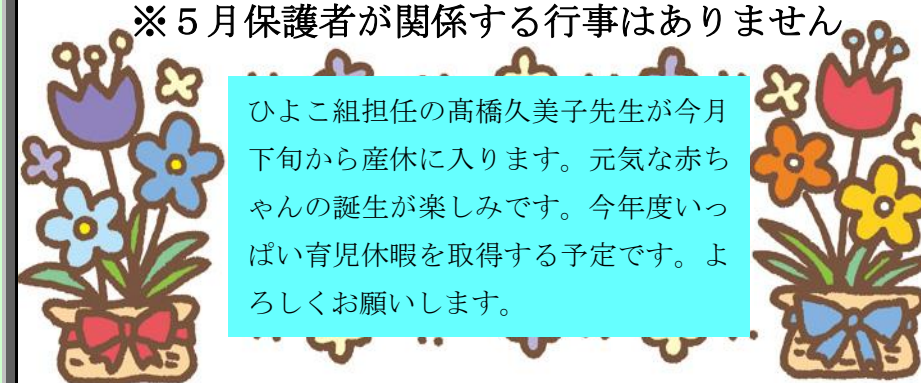 ※５月保護者が関係する行事はありません
ひよこ組担任の髙橋久美子先生が今月
下旬から産休に入ります。元気な赤ち
ゃんの誕生が楽しみです。今年度いっ
ぱい育児休暇を取得する予定です。よ
ろしくお願いします。